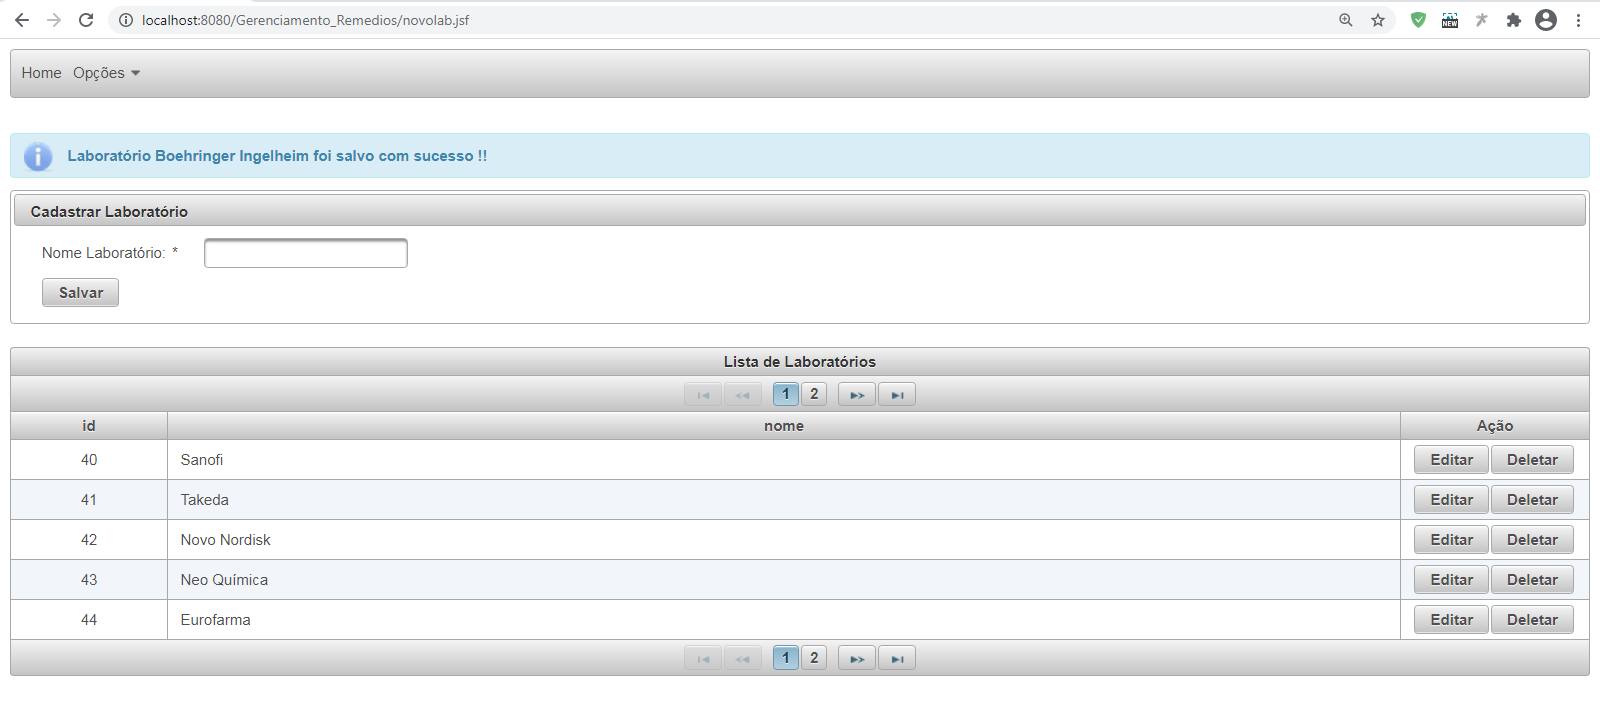 localhost:8080/Gerenciamento_Remedios/novolab.jsf
NEW
Home Opções
Laboratório Boehringer Ingelheim foi salvo com sucesso !!
Cadastrar Laboratório
Nome Laboratório: *
Salvar
Lista de Laboratórios
1 2
id nome Ação
40 Sanofi Editar Deletar
41 Takeda Editar Deletar
42 Novo Nordisk Editar Deletar
43 Neo Química Editar Deletar
44 Eurofarma Editar Deletar
1 2